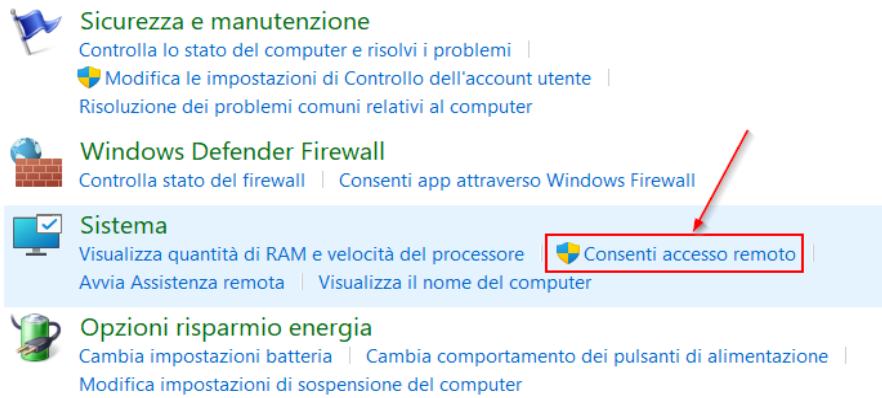 Sicurezza e manutenzione
Controlla lo stato del computer e risolvi i problemi
Modifica le impostazioni di Controllo dell'account utente
Risoluzione dei problemi comuni relativi al computer
Windows Defender Firewall
Controlla stato del firewall Consenti app attraverso Windows Firewall
Sistema
Visualizza quantità di RAM e velocità del processore Consenti accesso remoto
Avvia Assistenza remota Visualizza il nome del computer
Opzioni risparmio energia
Cambia impostazioni batteria Cambia comportamento dei pulsanti di alimentazione
Modifica impostazioni di sospensione del computer